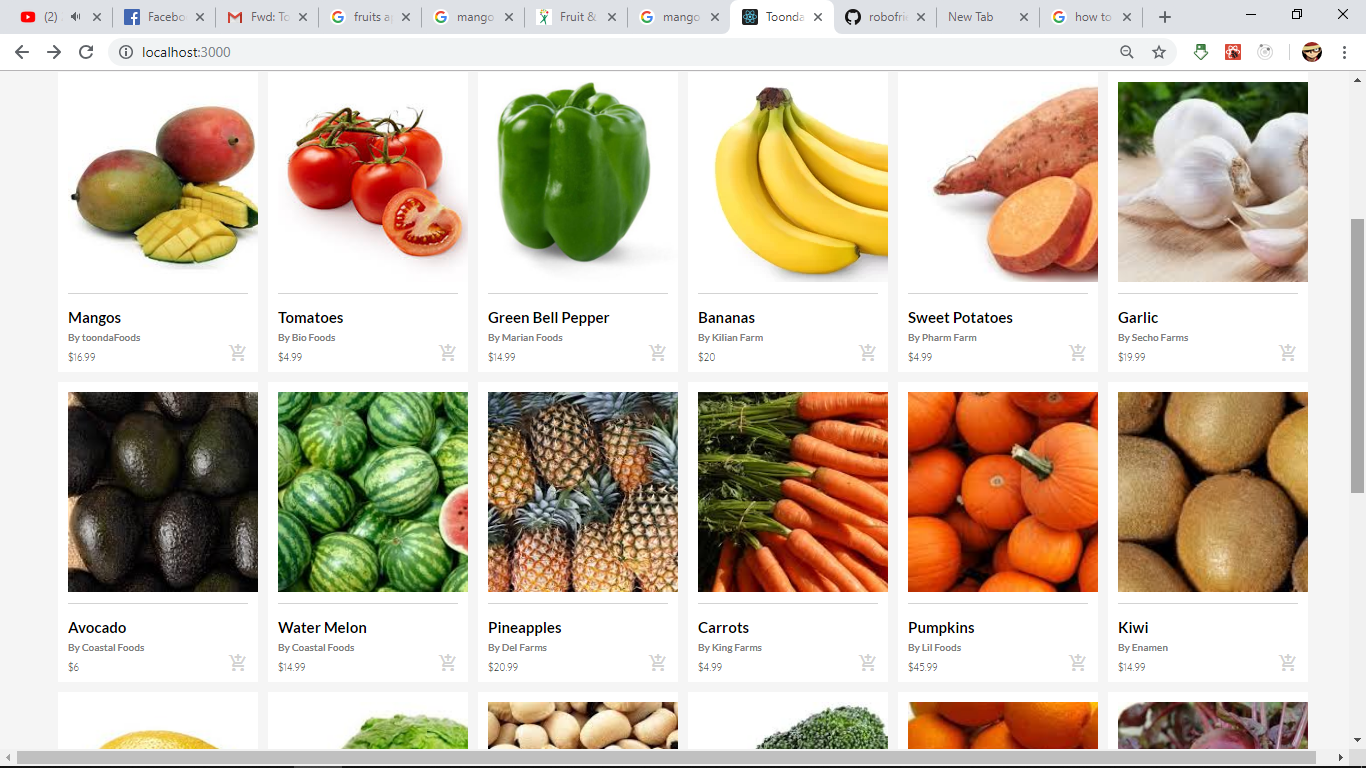 (2)
Facebo
Fwd: To
fruits a
mango
Fruit &
mango
Toonda
robofri
New Tab
how to
localhost:3000
Mangos
By toondaFoods
$16.99
Tomatoes
By Bio Foods
$4.99
Green Bell Pepper
By Marian Foods
$14.99
Bananas
By Kilian Farm
$20
Sweet Potatoes
By Pharm Farm
$4.99
Garlic
By Secho Farms
$19.99
Avocado
By Coastal Foods
$6
Water Melon
By Coastal Foods
$14.99
Pineapples
By Del Farms
$20.99
Carrots
By King Farms
$4.99
Pumpkins
By Lil Foods
$45.99
Kiwi
By Enamen
$14.99